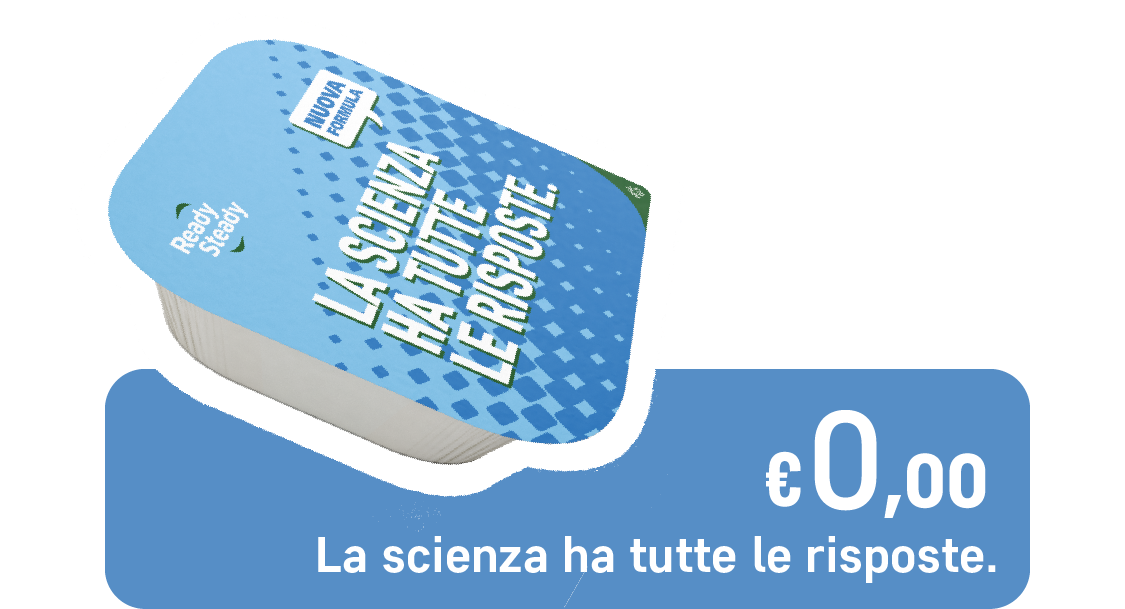 NUOVA
FORMULA
LA SCIENZA
HA TUTTE
LE RISPOSTE.
Ready
Steady
€0,00
La scienza ha tutte le risposte.